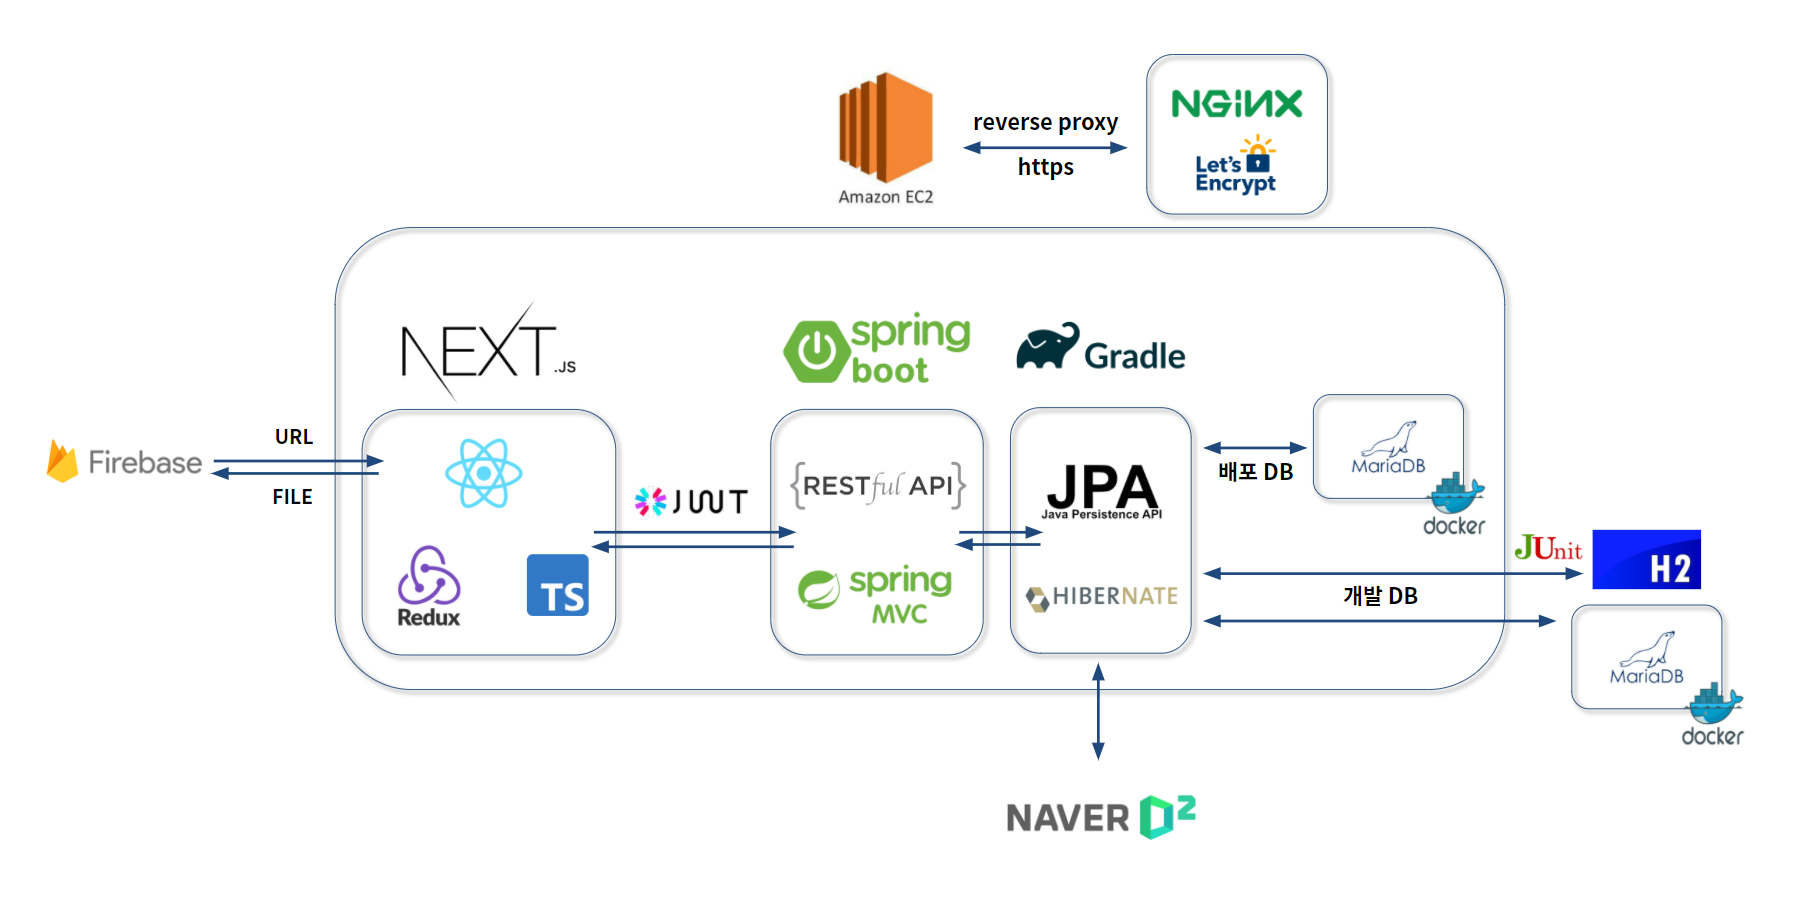 NGINX
reverse proxy
https
Let's
Encrypt
Amazon EC2
NEXT
.JS
spring
boot
Gradle
URL
Firebase
FILE
JWT
{RESTful API}
JPA
Java Persistence API
MariaDB
배포 DB
docker
JUnit
H2
Redux
TS
spring
MVC
HIBERNATE
개발 DB
MariaDB
docker
NAVER D2